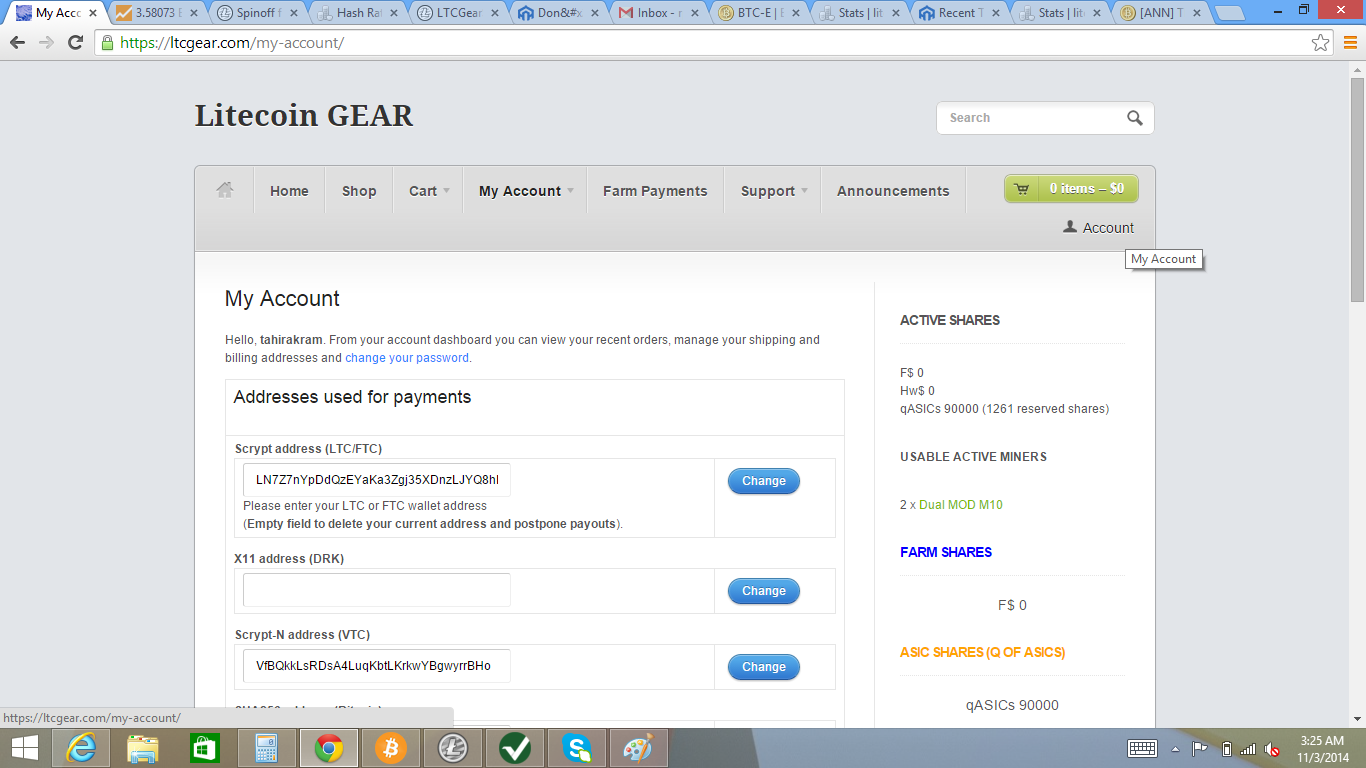 My Acco
3.58073 B
Spinoff f
Hash Ra
LTCGear
Don&#x
Inbox - r
BTC-E | B
Stats | lit
Recent T
Stats | lite
[ANN] T
https://ltcgear.com/my-account/
Litecoin GEAR
Search
Home
Shop
Cart
My Account
Farm Payments
Support
Announcements
0 items – $0
Account
My Account
My Account
Hello, tahirakram. From your account dashboard you can view your recent orders, manage your shipping and
billing addresses and change your password.
Addresses used for payments
Scrypt address (LTC/FTC)
LN7Z7nYpDdQzEYaKa3Zgj35XDnzLJYQ8hl
Change
Please enter your LTC or FTC wallet address
(Empty field to delete your current address and postpone payouts).
X11 address (DRK)
Change
Scrypt-N address (VTC)
VfBQkkLsRDsA4LuqKbtLKrkwYBgwyrrBHo
Change
ACTIVE SHARES
F$ 0
Hw$ 0
qASICs 90000 (1261 reserved shares)
USABLE ACTIVE MINERS
2 x Dual MOD M10
FARM SHARES
F$ 0
ASIC SHARES (Q OF ASICS)
qASICs 90000
https://ltcgear.com/my-account/
3:25 AM
11/3/2014